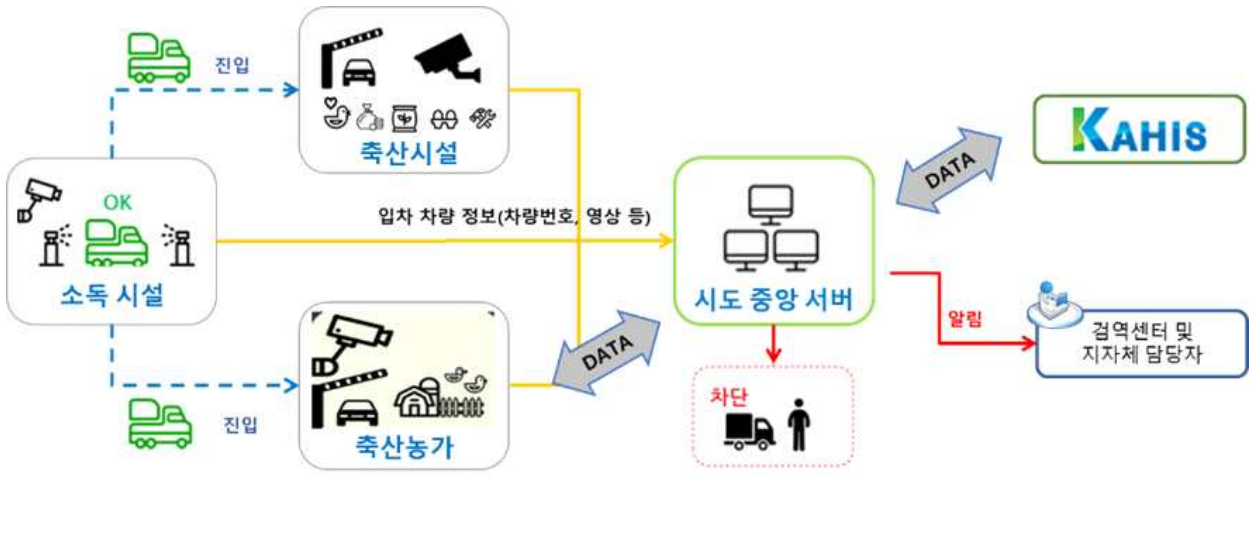 진입
축산시설
KAHIS
DATA
OK
소독 시설
입차 차량 정보(차량번호, 영상 등)
시도 중앙 서버
알림
검역센터 및
지자체 담당자
DATA
차단
진입
축산농가